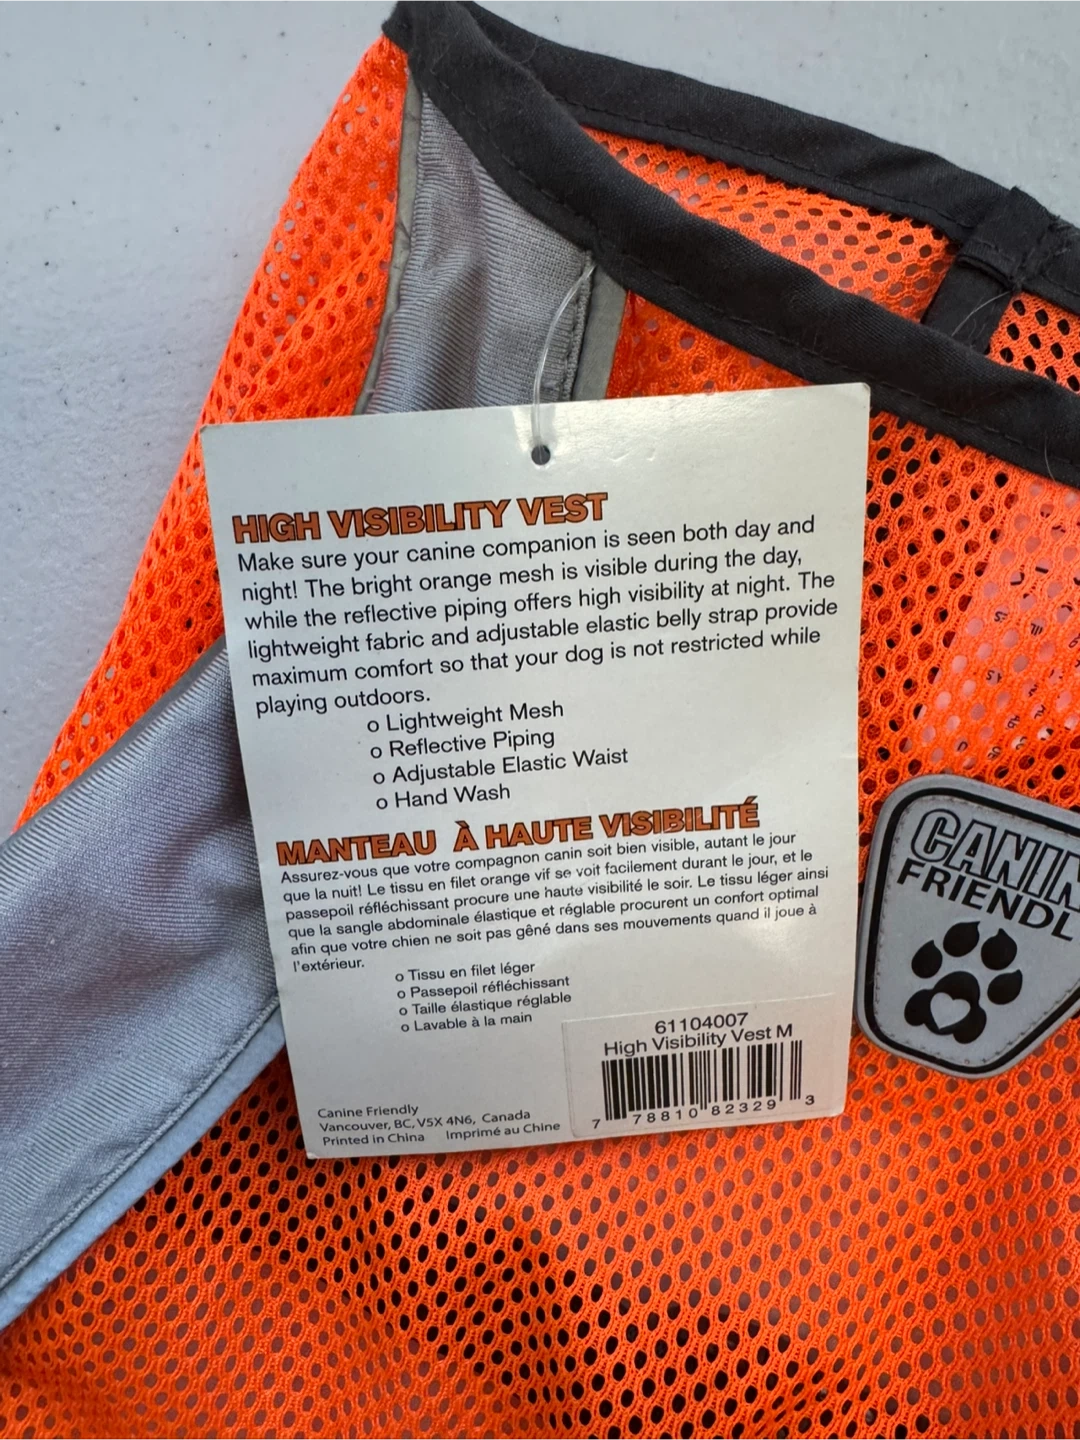 HIGH VISIBILITY VEST
Make sure your canine companion is seen both day and
night! The bright orange mesh is visible during the day,
while the reflective piping offers high visibility at night. The
lightweight fabric and adjustable elastic belly strap provide
maximum comfort so that your dog is not restricted while
playing outdoors.
o Lightweight Mesh
o Reflective Piping
o Adjustable Elastic Waist
o Hand Wash
MANTEAU À HAUTE VISIBILITÉ
Assurez-vous que votre compagnon canin soit bien visible, autant le jour
que la nuit! Le tissu en filet orange vif se voit facilement durant le jour, et le
passepoil réfléchissant procure une haute visibilité le soir. Le tissu léger ainsi
que la sangle abdominale élastique et réglable procurent un confort optimal
afin que votre chien ne soit pas gêné dans ses mouvements quand il joue à
l'extérieur.
o Tissu en filet léger
o Passepoil réfléchissant
o Taille élastique réglable
o Lavable à la main
61104007
High Visibility Vest M
7 78810 82329 3
Canine Friendly
Vancouver, BC, V5X 4N6, Canada
Printed in China Imprimé au Chine
CANIN
FRIENDL